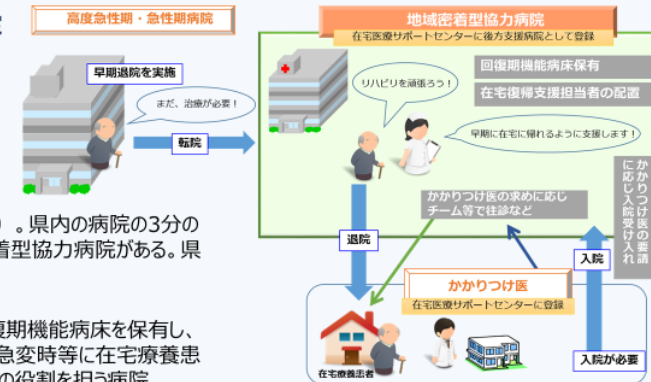 高度急性期・急性期病院
早期退院を実施
まだ、治療が必要！
転院
地域密着型協力病院
在宅医療サポートセンターに後方支援病院として登録
回復期機能病床保有
在宅復帰支援担当者の配置
リハビリを頑張ろう！
早期に在宅に帰れるように支援します！
かかりつけ医の求めに応じ
チーム等で往診など
かかりつけ医の要請
に応じ入院受け入れ
退院
入院
かかりつけ医
在宅医療サポートセンターに登録
在宅療養患者
入院が必要
。県内の病院の3分の
着型協力病院がある。県
期機能病床を保有し、
急変時等に在宅療養患
の役割を担う病院